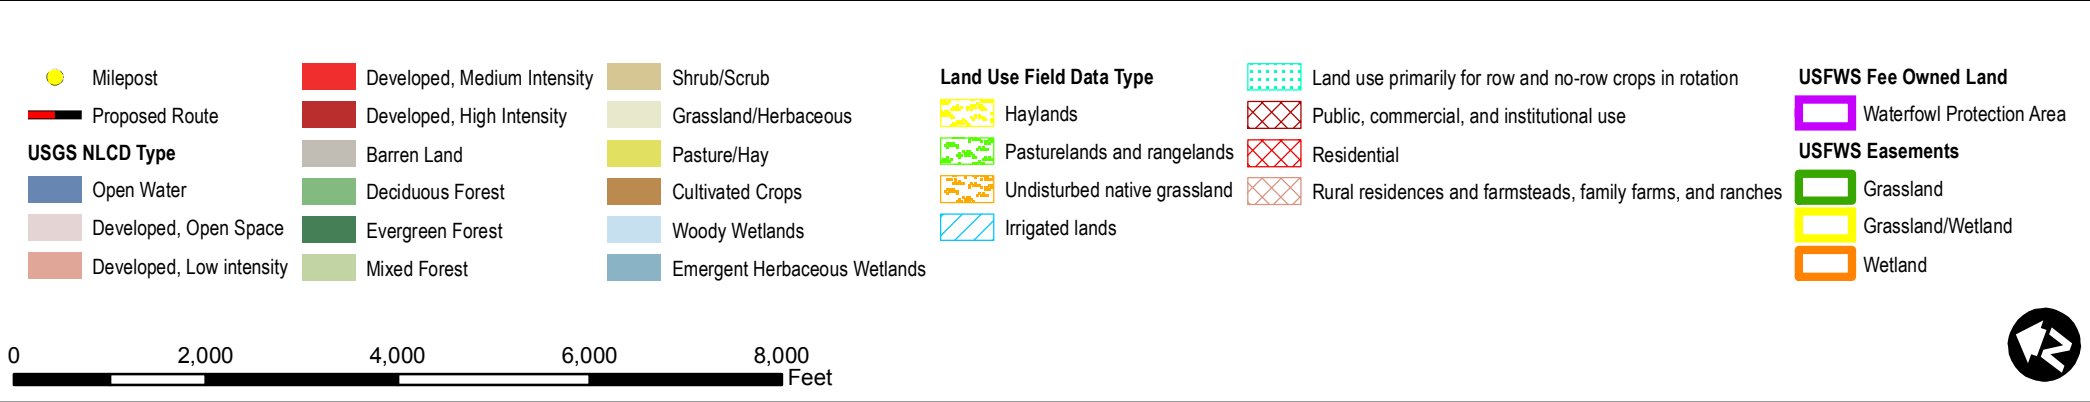 Milepost
Proposed Route
USGS NLCD Type
Open Water
Developed, Open Space
Developed, Low intensity
Developed, Medium Intensity
Developed, High Intensity
Barren Land
Deciduous Forest
Evergreen Forest
Mixed Forest
Shrub/Scrub
Grassland/Herbaceous
Pasture/Hay
Cultivated Crops
Woody Wetlands
Emergent Herbaceous Wetlands
Land Use Field Data Type
Haylands
Pasturelands and rangelands
Undisturbed native grassland
Irrigated lands
Land use primarily for row and no-row crops in rotation
Public, commercial, and institutional use
Residential
Rural residences and farmsteads, family farms, and ranches
USFWS Fee Owned Land
Waterfowl Protection Area
USFWS Easements
Grassland
Grassland/Wetland
Wetland
0 2,000 4,000 6,000 8,000
Feet
N